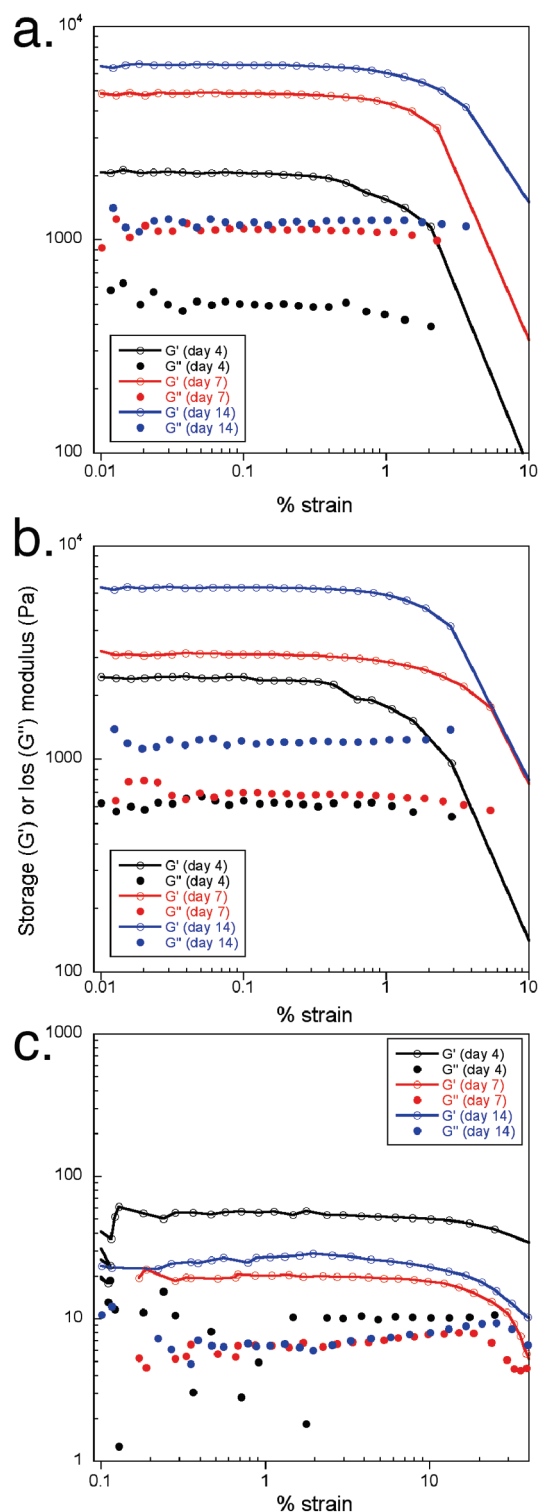 a.
10⁴
1000
100
G' (day 4)
G'' (day 4)
G' (day 7)
G'' (day 7)
G' (day 14)
G'' (day 14)
0.01 0.1 1 10
% strain
b.
Storage (G') or los (G'') modulus (Pa)
10⁴
1000
100
G' (day 4)
G'' (day 4)
G' (day 7)
G'' (day 7)
G' (day 14)
G'' (day 14)
0.01 0.1 1 10
% strain
c.
1000
100
10
1
G' (day 4)
G'' (day 4)
G' (day 7)
G'' (day 7)
G' (day 14)
G'' (day 14)
0.1 1 10
% strain